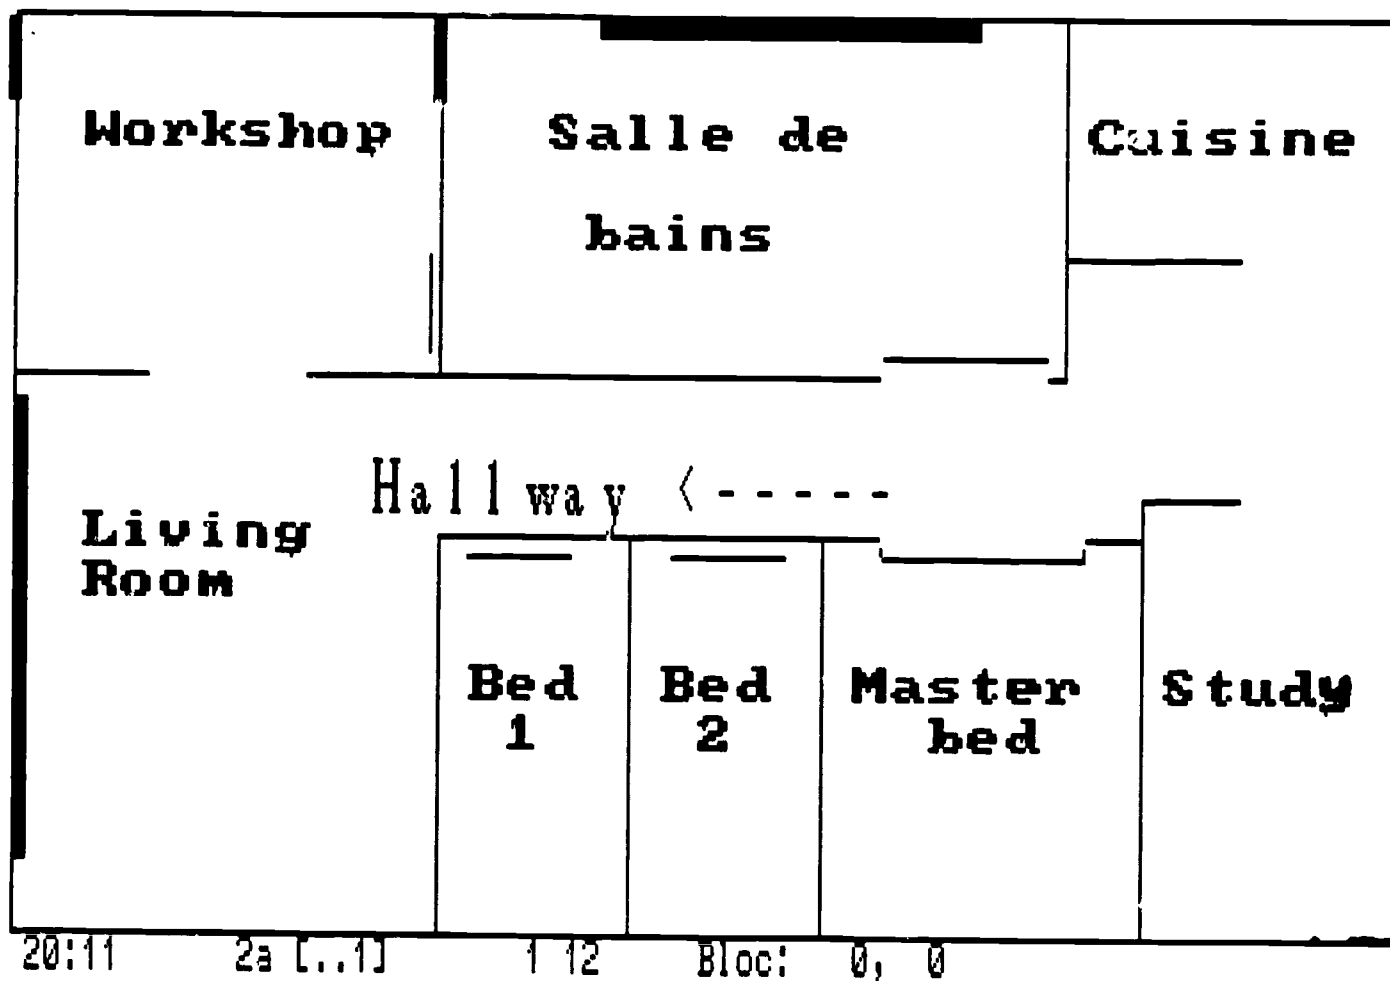 Workshop
Salle de
bains
Cuisine
Hallway <-----
Living
Room
Bed
1
Bed
2
Master
bed
Study
20:11 2a [..1] 1 12 Bloc: 0, 0